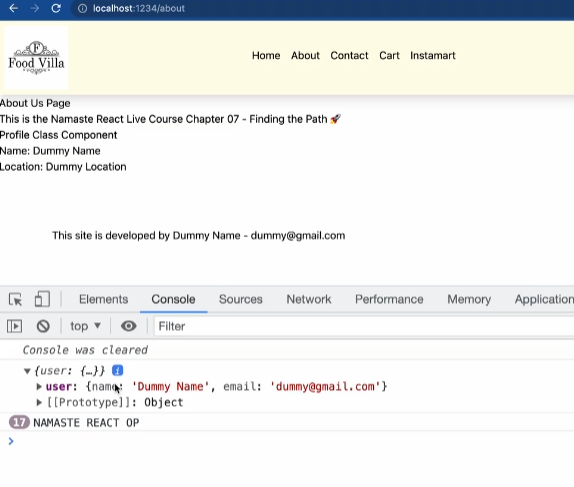 localhost:1234/about
F
Food Villa
Home About Contact Cart Instamart
About Us Page
This is the Namaste React Live Course Chapter 07 - Finding the Path 🚀
Profile Class Component
Name: Dummy Name
Location: Dummy Location
This site is developed by Dummy Name - dummy@gmail.com
Elements Console Sources Network Performance Memory Application
top ▼ Filter
Console was cleared
▼{user: {…}} i
▶user: {name: 'Dummy Name', email: 'dummy@gmail.com'}
▶[[Prototype]]: Object
17 NAMASTE REACT OP
>